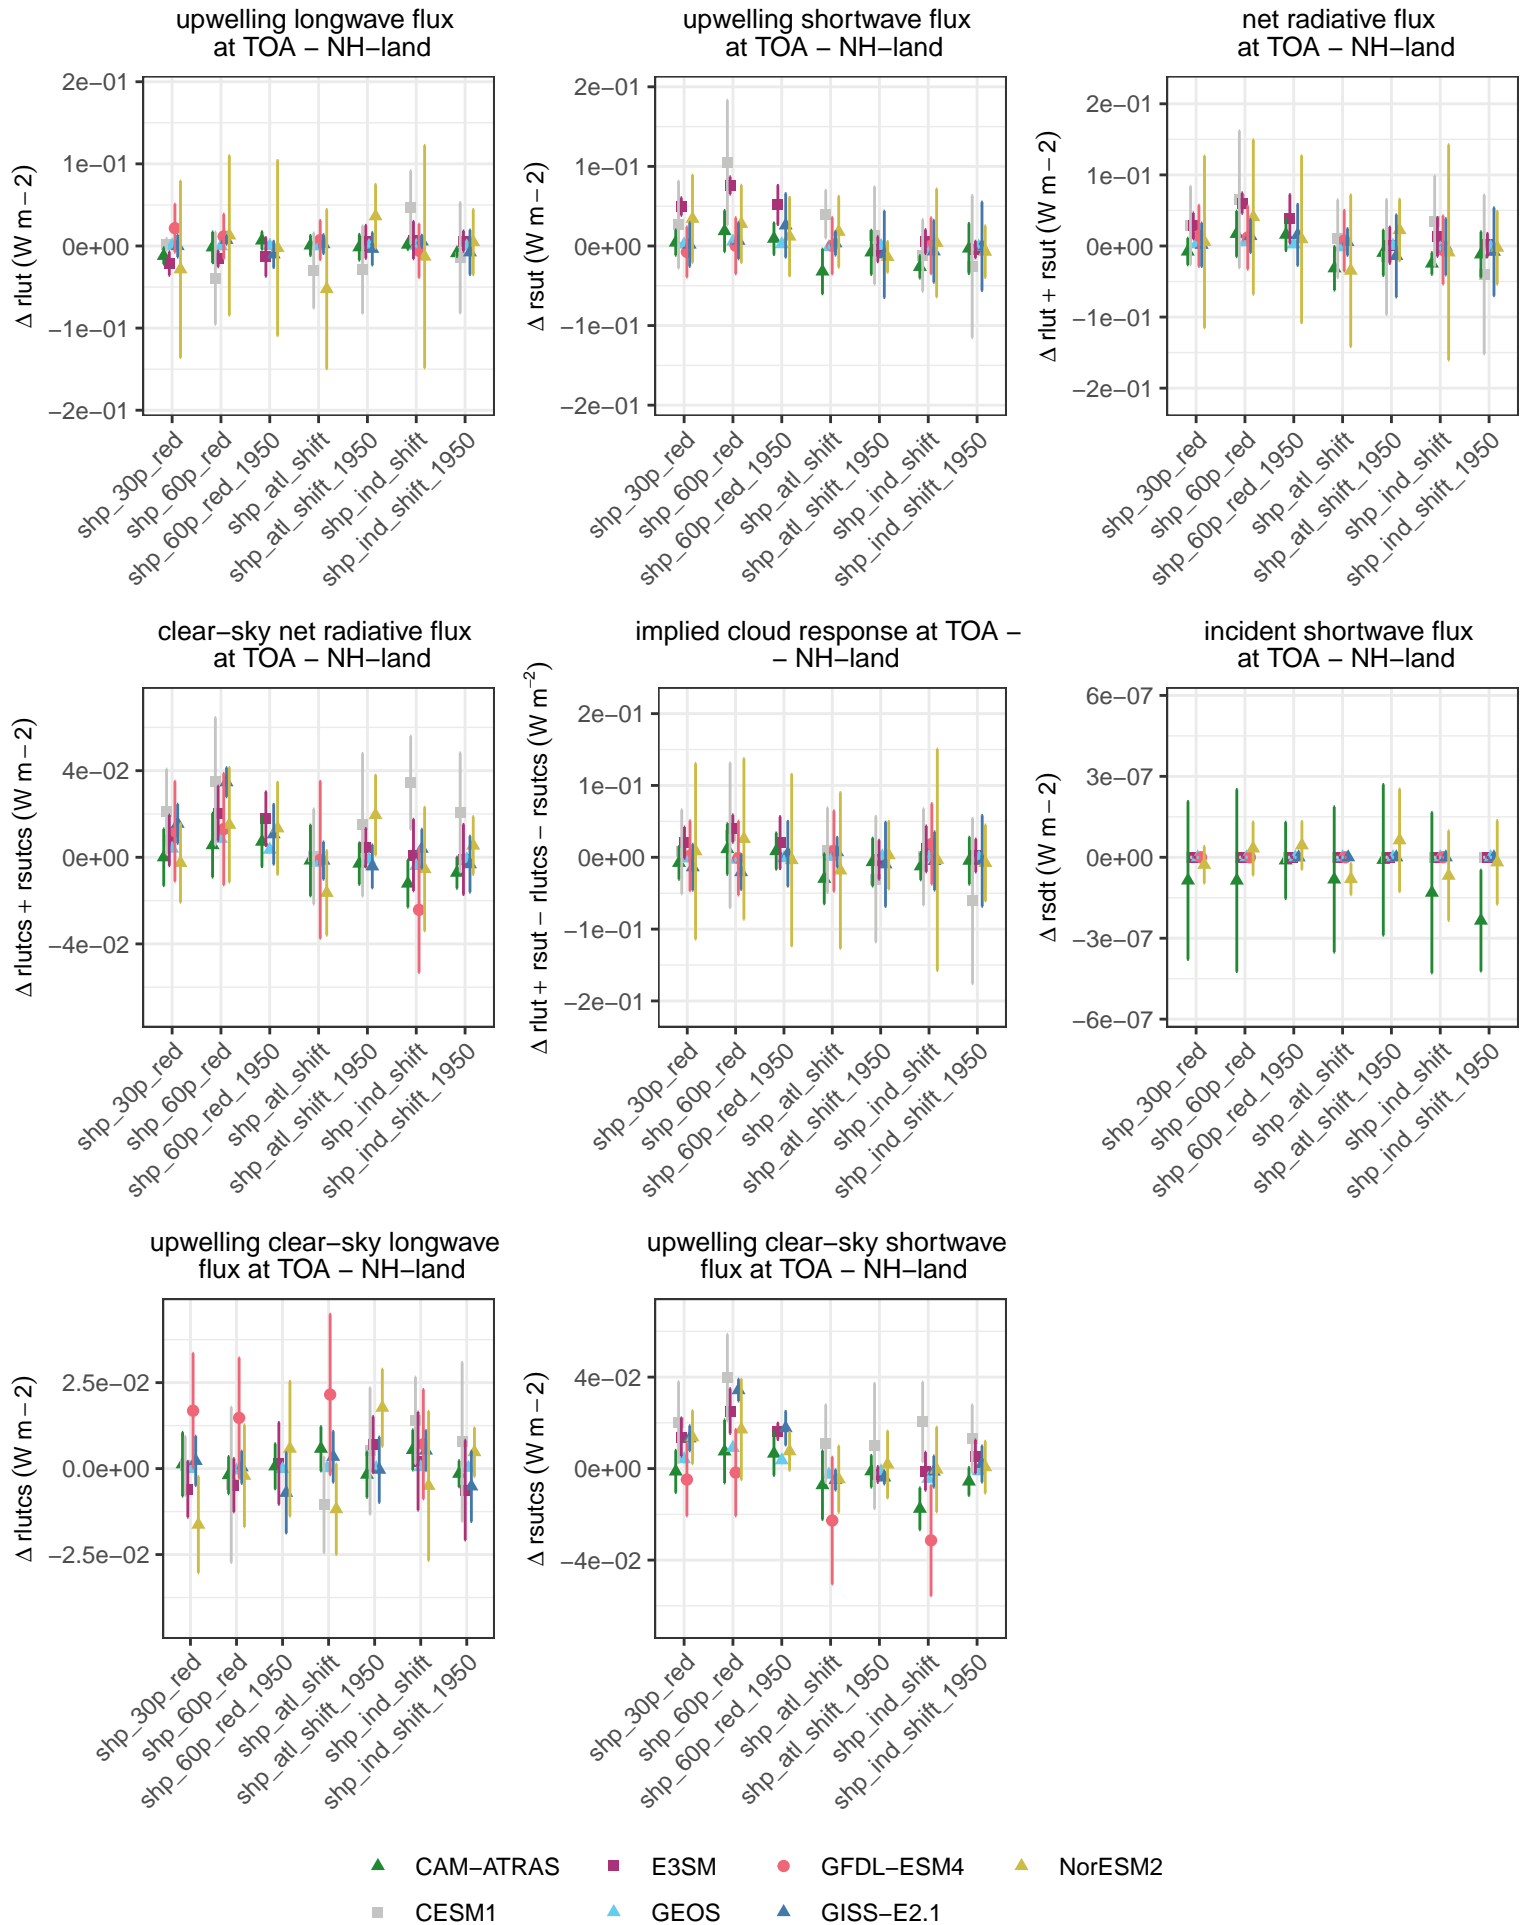 upwelling longwave flux
at TOA − NH−land
upwelling shortwave flux
at TOA − NH−land
net radiative flux
at TOA − NH−land
Δ rlut (W m − 2)
2e−01
1e−01
0e+00
−1e−01
−2e−01
shp_30p_red
shp_60p_red
shp_60p_red_1950
shp_atl_shift
shp_atl_shift_1950
shp_ind_shift
shp_ind_shift_1950
Δ rsut (W m − 2)
2e−01
1e−01
0e+00
−1e−01
−2e−01
shp_30p_red
shp_60p_red
shp_60p_red_1950
shp_atl_shift
shp_atl_shift_1950
shp_ind_shift
shp_ind_shift_1950
Δ rlut + rsut (W m − 2)
2e−01
1e−01
0e+00
−1e−01
−2e−01
shp_30p_red
shp_60p_red
shp_60p_red_1950
shp_atl_shift
shp_atl_shift_1950
shp_ind_shift
shp_ind_shift_1950
clear−sky net radiative flux
at TOA − NH−land
implied cloud response at TOA −
− NH−land
incident shortwave flux
at TOA − NH−land
Δ rlutcs + rsutcs (W m − 2)
4e−02
0e+00
−4e−02
shp_30p_red
shp_60p_red
shp_60p_red_1950
shp_atl_shift
shp_atl_shift_1950
shp_ind_shift
shp_ind_shift_1950
Δ rlut + rsut − rlutcs − rsutcs (W m⁻²)
2e−01
1e−01
0e+00
−1e−01
−2e−01
shp_30p_red
shp_60p_red
shp_60p_red_1950
shp_atl_shift
shp_atl_shift_1950
shp_ind_shift
shp_ind_shift_1950
Δ rsdt (W m − 2)
6e−07
3e−07
0e+00
−3e−07
−6e−07
shp_30p_red
shp_60p_red
shp_60p_red_1950
shp_atl_shift
shp_atl_shift_1950
shp_ind_shift
shp_ind_shift_1950
upwelling clear−sky longwave
flux at TOA − NH−land
upwelling clear−sky shortwave
flux at TOA − NH−land
Δ rlutcs (W m − 2)
2.5e−02
0.0e+00
−2.5e−02
shp_30p_red
shp_60p_red
shp_60p_red_1950
shp_atl_shift
shp_atl_shift_1950
shp_ind_shift
shp_ind_shift_1950
Δ rsutcs (W m − 2)
4e−02
0e+00
−4e−02
shp_30p_red
shp_60p_red
shp_60p_red_1950
shp_atl_shift
shp_atl_shift_1950
shp_ind_shift
shp_ind_shift_1950
CAM−ATRAS
E3SM
GFDL−ESM4
NorESM2
CESM1
GEOS
GISS−E2.1